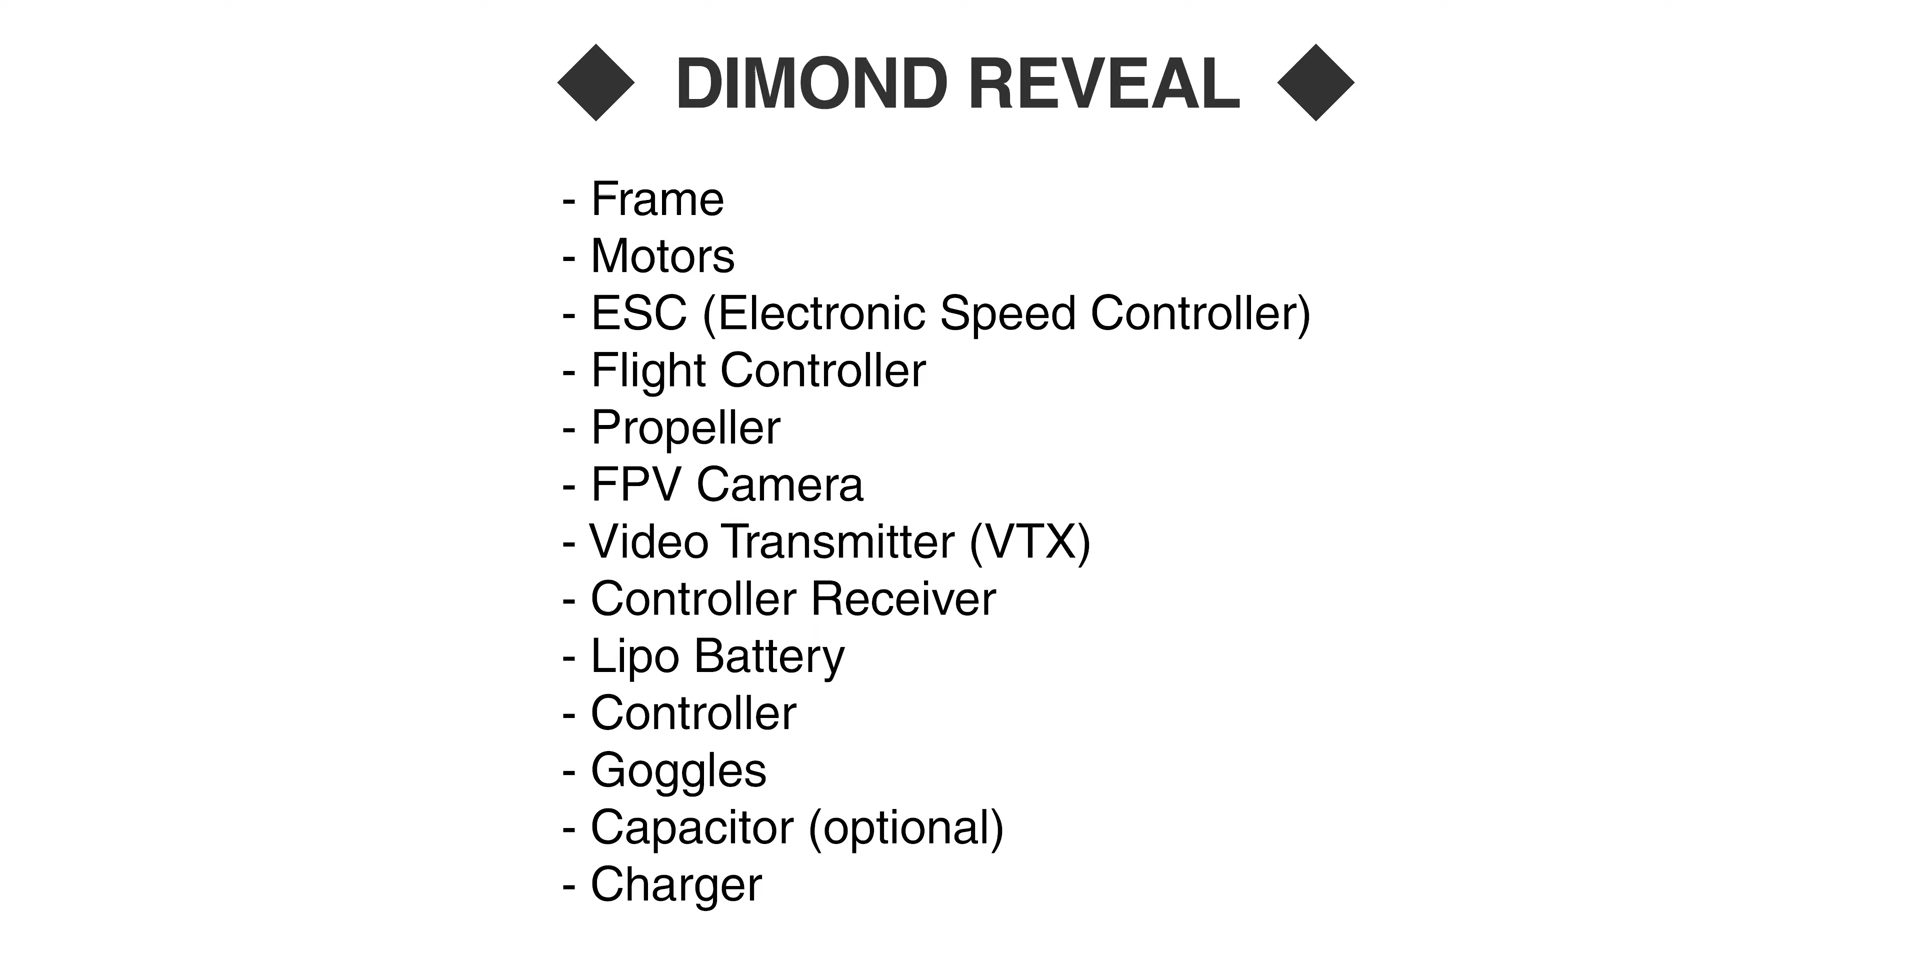 DIMOND REVEAL
- Frame
- Motors
- ESC (Electronic Speed Controller)
- Flight Controller
- Propeller
- FPV Camera
- Video Transmitter (VTX)
- Controller Receiver
- Lipo Battery
- Controller
- Goggles
- Capacitor (optional)
- Charger